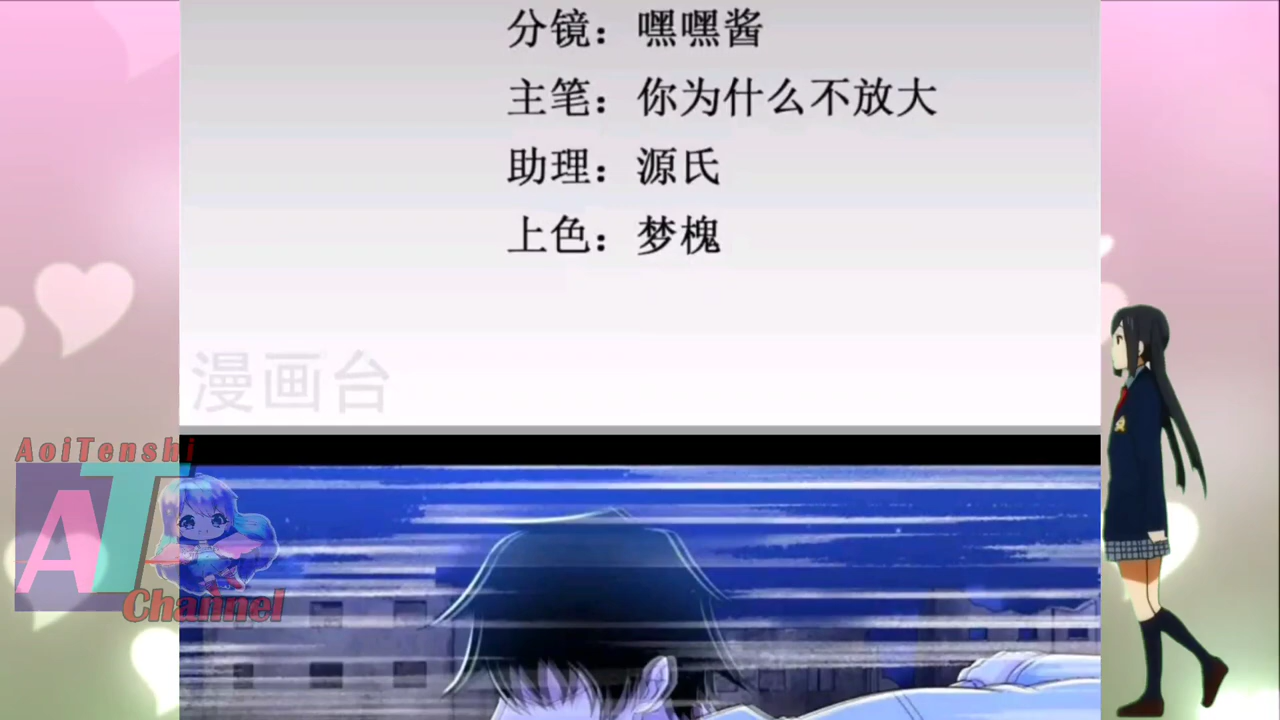 分镜：嘿嘿酱
主笔：你为什么不放大
助理：源氏
上色：梦槐
漫画台
AoiTenshi
AT
Channel